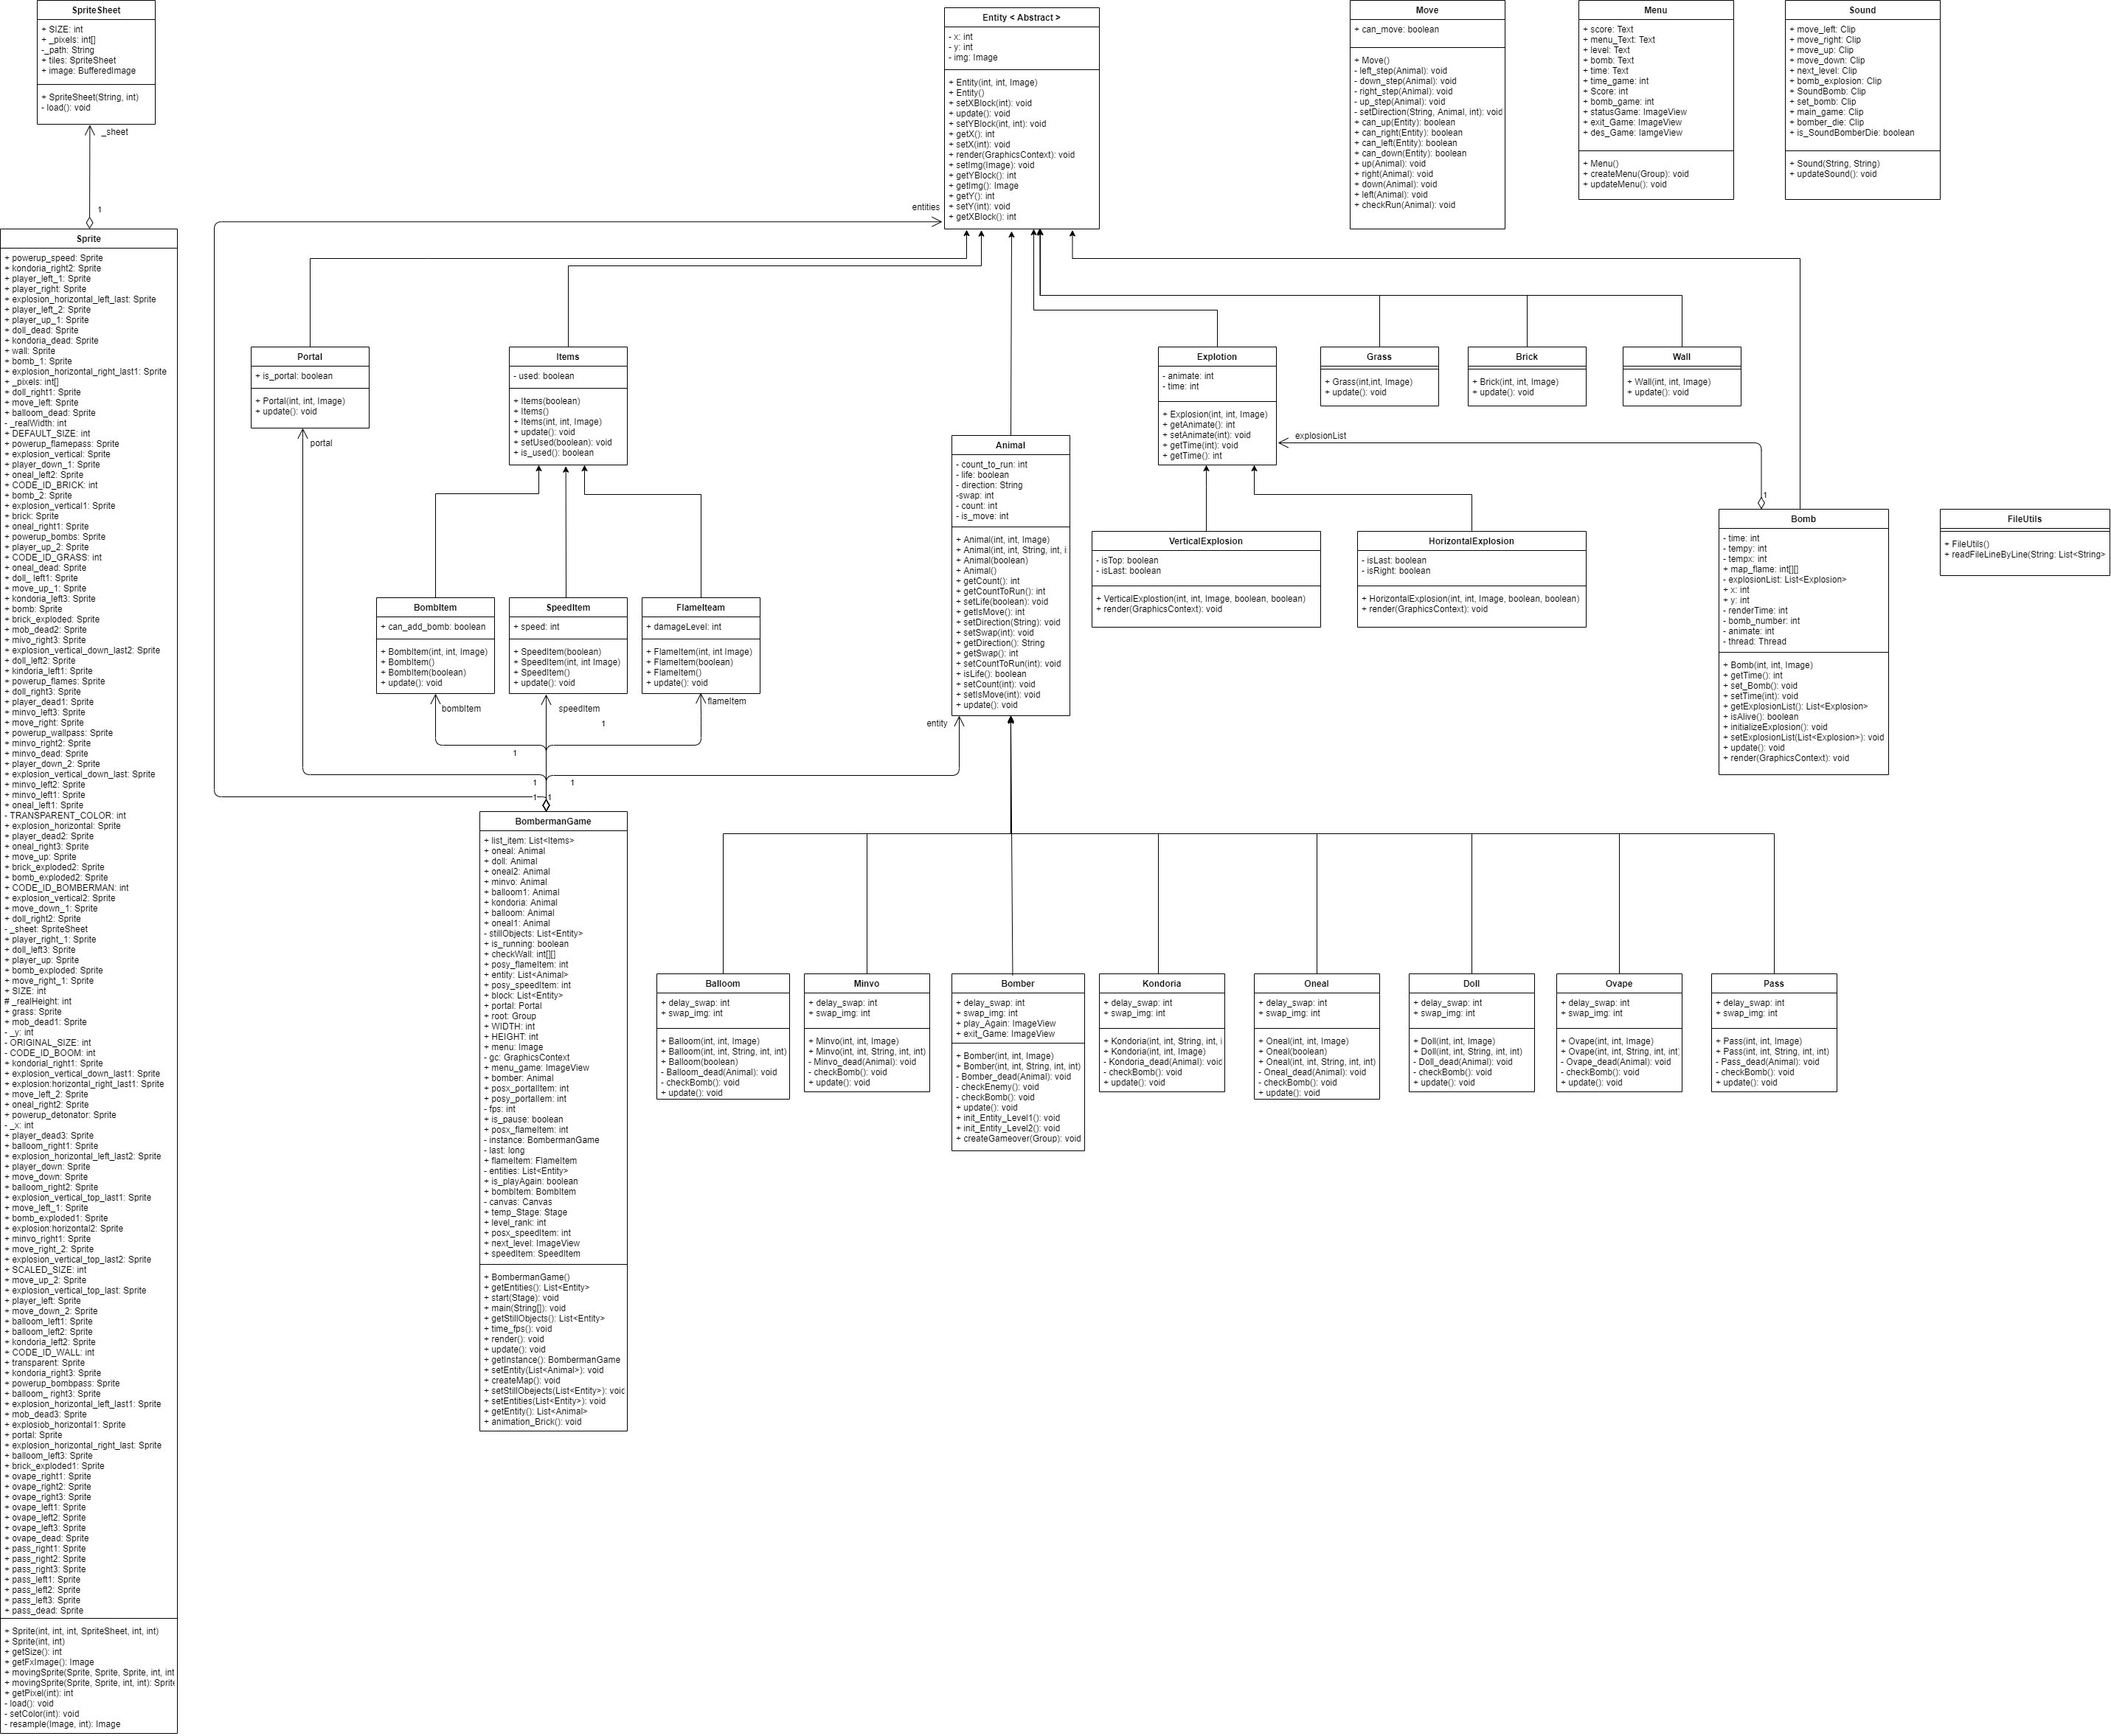 SpriteSheet
+ SIZE: int
+ _pixels: int[]
-_path: String
+ tiles: SpriteSheet
+ image: BufferedImage
+ SpriteSheet(String, int)
- load(): void
_sheet
1
Sprite
+ powerup_speed: Sprite
+ kondoria_right2: Sprite
+ player_left_1: Sprite
+ player_right: Sprite
+ explosion_horizontal_left_last: Sprite
+ player_left_2: Sprite
+ player_up_1: Sprite
+ doll_dead: Sprite
+ kondoria_dead: Sprite
+ wall: Sprite
+ bomb_1: Sprite
+ explosion_horizontal_right_last1: Sprite
+ _pixels: int[]
+ doll_right1: Sprite
+ move_left: Sprite
+ balloom_dead: Sprite
- _realWidth: int
+ DEFAULT_SIZE: int
+ powerup_flamepass: Sprite
+ explosion_vertical: Sprite
+ player_down_1: Sprite
+ oneal_left2: Sprite
+ CODE_ID_BRICK: int
+ bomb_2: Sprite
+ explosion_vertical1: Sprite
+ brick: Sprite
+ oneal_right1: Sprite
+ powerup_bombs: Sprite
+ player_up_2: Sprite
+ CODE_ID_GRASS: int
+ oneal_dead: Sprite
+ doll_ left1: Sprite
+ move_up_1: Sprite
+ kondoria_left3: Sprite
+ bomb: Sprite
+ brick_exploded: Sprite
+ mob_dead2: Sprite
+ mivo_right3: Sprite
+ explosion_vertical_down_last2: Sprite
+ doll_left2: Sprite
+ kindoria_left1: Sprite
+ powerup_flames: Sprite
+ doll_right3: Sprite
+ player_dead1: Sprite
+ minvo_left3: Sprite
+ move_right: Sprite
+ powerup_wallpass: Sprite
+ minvo_right2: Sprite
+ minvo_dead: Sprite
+ player_down_2: Sprite
+ explosion_vertical_down_last: Sprite
+ minvo_left2: Sprite
+ minvo_left1: Sprite
+ oneal_left1: Sprite
- TRANSPARENT_COLOR: int
+ explosion_horizontal: Sprite
+ player_dead2: Sprite
+ oneal_right3: Sprite
+ move_up: Sprite
+ brick_exploded2: Sprite
+ bomb_exploded2: Sprite
+ CODE_ID_BOMBERMAN: int
+ explosion_vertical2: Sprite
+ move_down_1: Sprite
+ doll_right2: Sprite
- _sheet: SpriteSheet
+ player_right_1: Sprite
+ doll_left3: Sprite
+ player_up: Sprite
+ bomb_exploded: Sprite
+ move_right_1: Sprite
+ SIZE: int
# _realHeight: int
+ grass: Sprite
+ mob_dead1: Sprite
- _y: int
- ORIGINAL_SIZE: int
- CODE_ID_BOOM: int
+ kondorial_right1: Sprite
+ explosion_vertical_down_last1: Sprite
+ explosion:horizontal_right_last1: Sprite
+ move_left_2: Sprite
+ oneal_right2: Sprite
+ powerup_detonator: Sprite
- _x: int
+ player_dead3: Sprite
+ balloom_right1: Sprite
+ explosion_horizontal_left_last2: Sprite
+ player_down: Sprite
+ move_down: Sprite
+ balloom_right2: Sprite
+ explosion_vertical_top_last1: Sprite
+ move_left_1: Sprite
+ bomb_exploded1: Sprite
+ explosion:horizontal2: Sprite
+ minvo_right1: Sprite
+ move_right_2: Sprite
+ explosion_vertical_top_last2: Sprite
+ SCALED_SIZE: int
+ move_up_2: Sprite
+ explosion_vertical_top_last: Sprite
+ player_left: Sprite
+ move_down_2: Sprite
+ balloom_left1: Sprite
+ balloom_left2: Sprite
+ kondoria_left2: Sprite
+ CODE_ID_WALL: int
+ transparent: Sprite
+ kondoria_right3: Sprite
+ powerup_bombpass: Sprite
+ balloom_ right3: Sprite
+ explosion_horizontal_left_last1: Sprite
+ mob_dead3: Sprite
+ explosiob_horizontal1: Sprite
+ portal: Sprite
+ explosion_horizontal_right_last: Sprite
+ balloom_left3: Sprite
+ brick_exploded1: Sprite
+ ovape_right1: Sprite
+ ovape_right2: Sprite
+ ovape_right3: Sprite
+ ovape_left1: Sprite
+ ovape_left2: Sprite
+ ovape_left3: Sprite
+ ovape_dead: Sprite
+ pass_right1: Sprite
+ pass_right2: Sprite
+ pass_right3: Sprite
+ pass_left1: Sprite
+ pass_left2: Sprite
+ pass_left3: Sprite
+ pass_dead: Sprite
+ Sprite(int, int, int, SpriteSheet, int, int)
+ Sprite(int, int)
+ getSize(): int
+ getFxImage(): Image
+ movingSprite(Sprite, Sprite, Sprite, int, int
+ movingSprite(Sprite, Sprite, int, int): Sprite
+ getPixel(int): int
- load(): void
- setColor(int): void
- resample(Image, int): Image
Entity < Abstract >
- x: int
- y: int
- img: Image
+ Entity(int, int, Image)
+ Entity()
+ setXBlock(int): void
+ update(): void
+ setYBlock(int, int): void
+ getX(): int
+ setX(int): void
+ render(GraphicsContext): void
+ setImg(Image): void
+ getYBlock(): int
+ getImg(): Image
+ getY(): int
+ setY(int): void
+ getXBlock(): int
entities
Move
+ can_move: boolean
+ Move()
- left_step(Animal): void
- down_step(Animal): void
- right_step(Animal): void
- up_step(Animal): void
- setDirection(String, Animal, int): void
+ can_up(Entity): boolean
+ can_right(Entity): boolean
+ can_left(Entity): boolean
+ can_down(Entity): boolean
+ up(Animal): void
+ right(Animal): void
+ down(Animal): void
+ left(Animal): void
+ checkRun(Animal): void
Menu
+ score: Text
+ menu_Text: Text
+ level: Text
+ bomb: Text
+ time: Text
+ time_game: int
+ Score: int
+ bomb_game: int
+ statusGame: ImageView
+ exit_Game: ImageView
+ des_Game: IamgeView
+ Menu()
+ createMenu(Group): void
+ updateMenu(): void
Sound
+ move_left: Clip
+ move_right: Clip
+ move_up: Clip
+ move_down: Clip
+ next_level: Clip
+ bomb_explosion: Clip
+ SoundBomb: Clip
+ set_bomb: Clip
+ main_game: Clip
+ bomber_die: Clip
+ is_SoundBomberDie: boolean
+ Sound(String, String)
+ updateSound(): void
Portal
+ is_portal: boolean
+ Portal(int, int, Image)
+ update(): void
portal
Items
- used: boolean
+ Items(boolean)
+ Items()
+ Items(int, int, Image)
+ update(): void
+ setUsed(boolean): void
+ is_used(): boolean
Explotion
- animate: int
- time: int
+ Explosion(int, int, Image)
+ getAnimate(): int
+ setAnimate(int): void
+ getTime(int): void
+ getTime(): int
explosionList
Grass
+ Grass(int,int, Image)
+ update(): void
Brick
+ Brick(int, int, Image)
+ update(): void
Wall
+ Wall(int, int, Image)
+ update(): void
Animal
- count_to_run: int
- life: boolean
- direction: String
-swap: int
- count: int
- is_move: int
+ Animal(int, int, Image)
+ Animal(int, int, String, int, i
+ Animal(boolean)
+ Animal()
+ getCount(): int
+ getCountToRun(): int
+ setLife(boolean): void
+ getIsMove(): int
+ setDirection(String): void
+ setSwap(int): void
+ getDirection(): String
+ getSwap(): int
+ setCountToRun(int): void
+ isLife(): boolean
+ setCount(int): void
+ setIsMove(int): void
+ update(): void
entity
VerticalExplosion
- isTop: boolean
- isLast: boolean
+ VerticalExplostion(int, int, Image, boolean, boolean)
+ render(GraphicsContext): void
HorizontalExplosion
- isLast: boolean
- isRight: boolean
+ HorizontalExplosion(int, int, Image, boolean, boolean)
+ render(GraphicsContext): void
1
Bomb
- time: int
- tempy: int
- tempx: int
+ map_flame: int[][]
- explosionList: List<Explosion>
+ x: int
+ y: int
- renderTime: int
- bomb_number: int
- animate: int
- thread: Thread
+ Bomb(int, int, Image)
+ getTime(): int
+ set_Bomb(): void
+ setTime(int): void
+ getExplosionList(): List<Explosion>
+ isAlive(): boolean
+ initializeExplosion(): void
+ setExplosionList(List<Explosion>): void
+ update(): void
+ render(GraphicsContext): void
FileUtils
+ FileUtils()
+ readFileLineByLine(String: List<String>
BombItem
+ can_add_bomb: boolean
+ BombItem(int, int, Image)
+ BombItem()
+ BombItem(boolean)
+ update(): void
bombItem
SpeedItem
+ speed: int
+ SpeedItem(boolean)
+ SpeedItem(int, int Image)
+ SpeedItem()
+ update(): void
speedItem
FlameIteam
+ damageLevel: int
+ FlameItem(int, int Image)
+ FlameItem(boolean)
+ FlameItem()
+ update(): void
flameItem
1
1
1
1
1
1
BombermanGame
+ list_item: List<Items>
+ oneal: Animal
+ doll: Animal
+ oneal2: Animal
+ minvo: Animal
+ balloom1: Animal
+ kondoria: Animal
+ balloom: Animal
+ oneal1: Animal
- stillObjects: List<Entity>
+ is_running: boolean
+ checkWall: int[][]
+ posy_flameItem: int
+ entity: List<Animal>
+ posy_speedItem: int
+ block: List<Entity>
+ portal: Portal
+ root: Group
+ WIDTH: int
+ HEIGHT: int
+ menu: Image
- gc: GraphicsContext
+ menu_game: ImageView
+ bomber: Animal
+ posx_portalItem: int
+ posy_portalIem: int
- fps: int
+ is_pause: boolean
+ posx_flameItem: int
- instance: BombermanGame
- last: long
+ flameItem: FlameItem
- entities: List<Entity>
+ is_playAgain: boolean
+ bombItem: BombItem
- canvas: Canvas
+ temp_Stage: Stage
+ level_rank: int
+ posx_speedItem: int
+ next_level: ImageView
+ speedItem: SpeedItem
+ BombermanGame()
+ getEntities(): List<Entity>
+ start(Stage): void
+ main(String[]): void
+ getStillObjects(): List<Entity>
+ time_fps(): void
+ render(): void
+ update(): void
+ getInstance(): BombermanGame
+ setEntity(List<Animal>): void
+ createMap(): void
+ setStillObejects(List<Entity>): void
+ setEntities(List<Entity>): void
+ getEntity(): List<Animal>
+ animation_Brick(): void
Balloom
+ delay_swap: int
+ swap_img: int
+ Balloom(int, int, Image)
+ Balloom(int, int, String, int, int)
+ Balloom(boolean)
- Balloom_dead(Animal): void
- checkBomb(): void
+ update(): void
Minvo
+ delay_swap: int
+ swap_img: int
+ Minvo(int, int, Image)
+ Minvo(int, int, String, int, int)
- Minvo_dead(Animal): void
- checkBomb(): void
+ update(): void
Bomber
+ delay_swap: int
+ swap_img: int
+ play_Again: ImageView
+ exit_Game: ImageView
+ Bomber(int, int, Image)
+ Bomber(int, int, String, int, int)
- Bomber_dead(Animal): void
- checkEnemy(): void
- checkBomb(): void
+ update(): void
+ init_Entity_Level1(): void
+ init_Entity_Level2(): void
+ createGameover(Group): void
Kondoria
+ delay_swap: int
+ swap_img: int
+ Kondoria(int, int, String, int, i
+ Kondoria(int, int, Image)
- Kondoria_dead(Animal): void
- checkBomb(): void
+ update(): void
Oneal
+ delay_swap: int
+ swap_img: int
+ Oneal(int, int, Image)
+ Oneal(boolean)
+ Oneal(int, int, String, int, int)
- Oneal_dead(Animal): void
- checkBomb(): void
+ update(): void
Doll
+ delay_swap: int
+ swap_img: int
+ Doll(int, int, Image)
+ Doll(int, int, String, int, int)
- Doll_dead(Animal): void
- checkBomb(): void
+ update(): void
Ovape
+ delay_swap: int
+ swap_img: int
+ Ovape(int, int, Image)
+ Ovape(int, int, String, int, int
- Ovape_dead(Animal): void
- checkBomb(): void
+ update(): void
Pass
+ delay_swap: int
+ swap_img: int
+ Pass(int, int, Image)
+ Pass(int, int, String, int, int)
- Pass_dead(Animal): void
- checkBomb(): void
+ update(): void